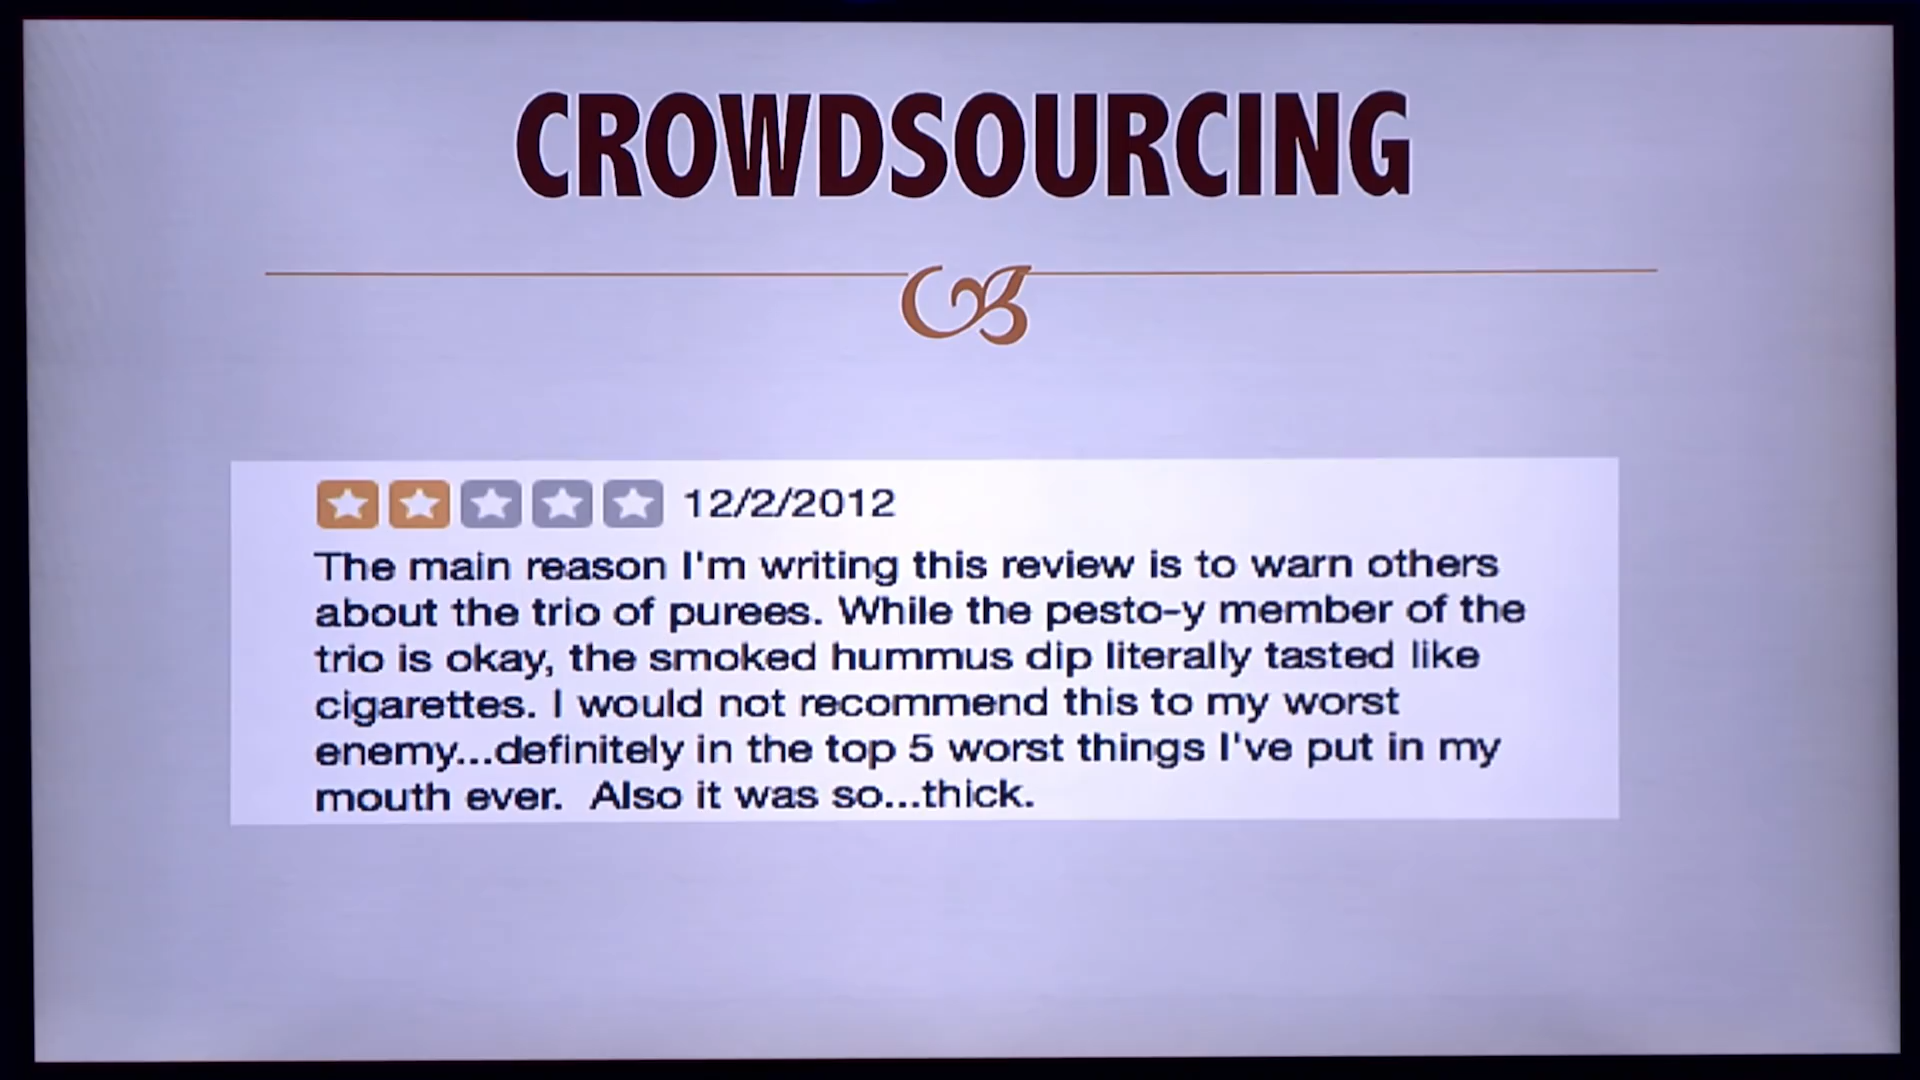 CROWDSOURCING
12/2/2012
The main reason I'm writing this review is to warn others
about the trio of purees. While the pesto-y member of the
trio is okay, the smoked hummus dip literally tasted like
cigarettes. I would not recommend this to my worst
enemy...definitely in the top 5 worst things I've put in my
mouth ever.  Also it was so...thick.